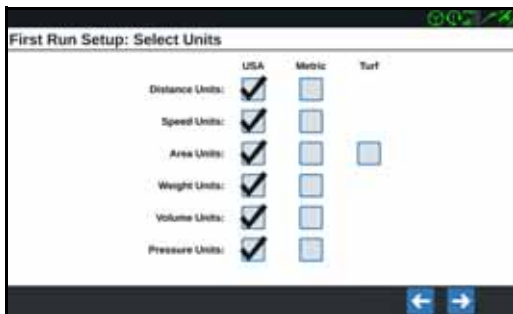 First Run Setup: Select Units
USA Metric Turf
Distance Units:
Speed Units:
Area Units:
Weight Units:
Volume Units:
Pressure Units: